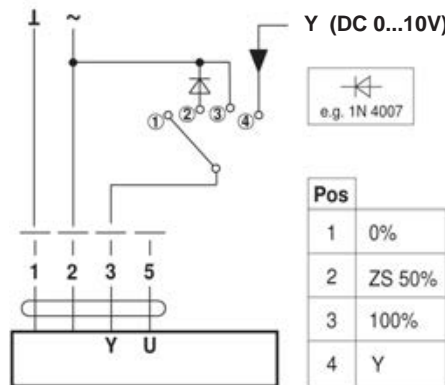 ⊥ ~
Y (DC 0...10V)
① ② ③ ④
e.g. 1N 4007
1 2 3 5
Y U
Pos
1 0%
2 ZS 50%
3 100%
4 Y